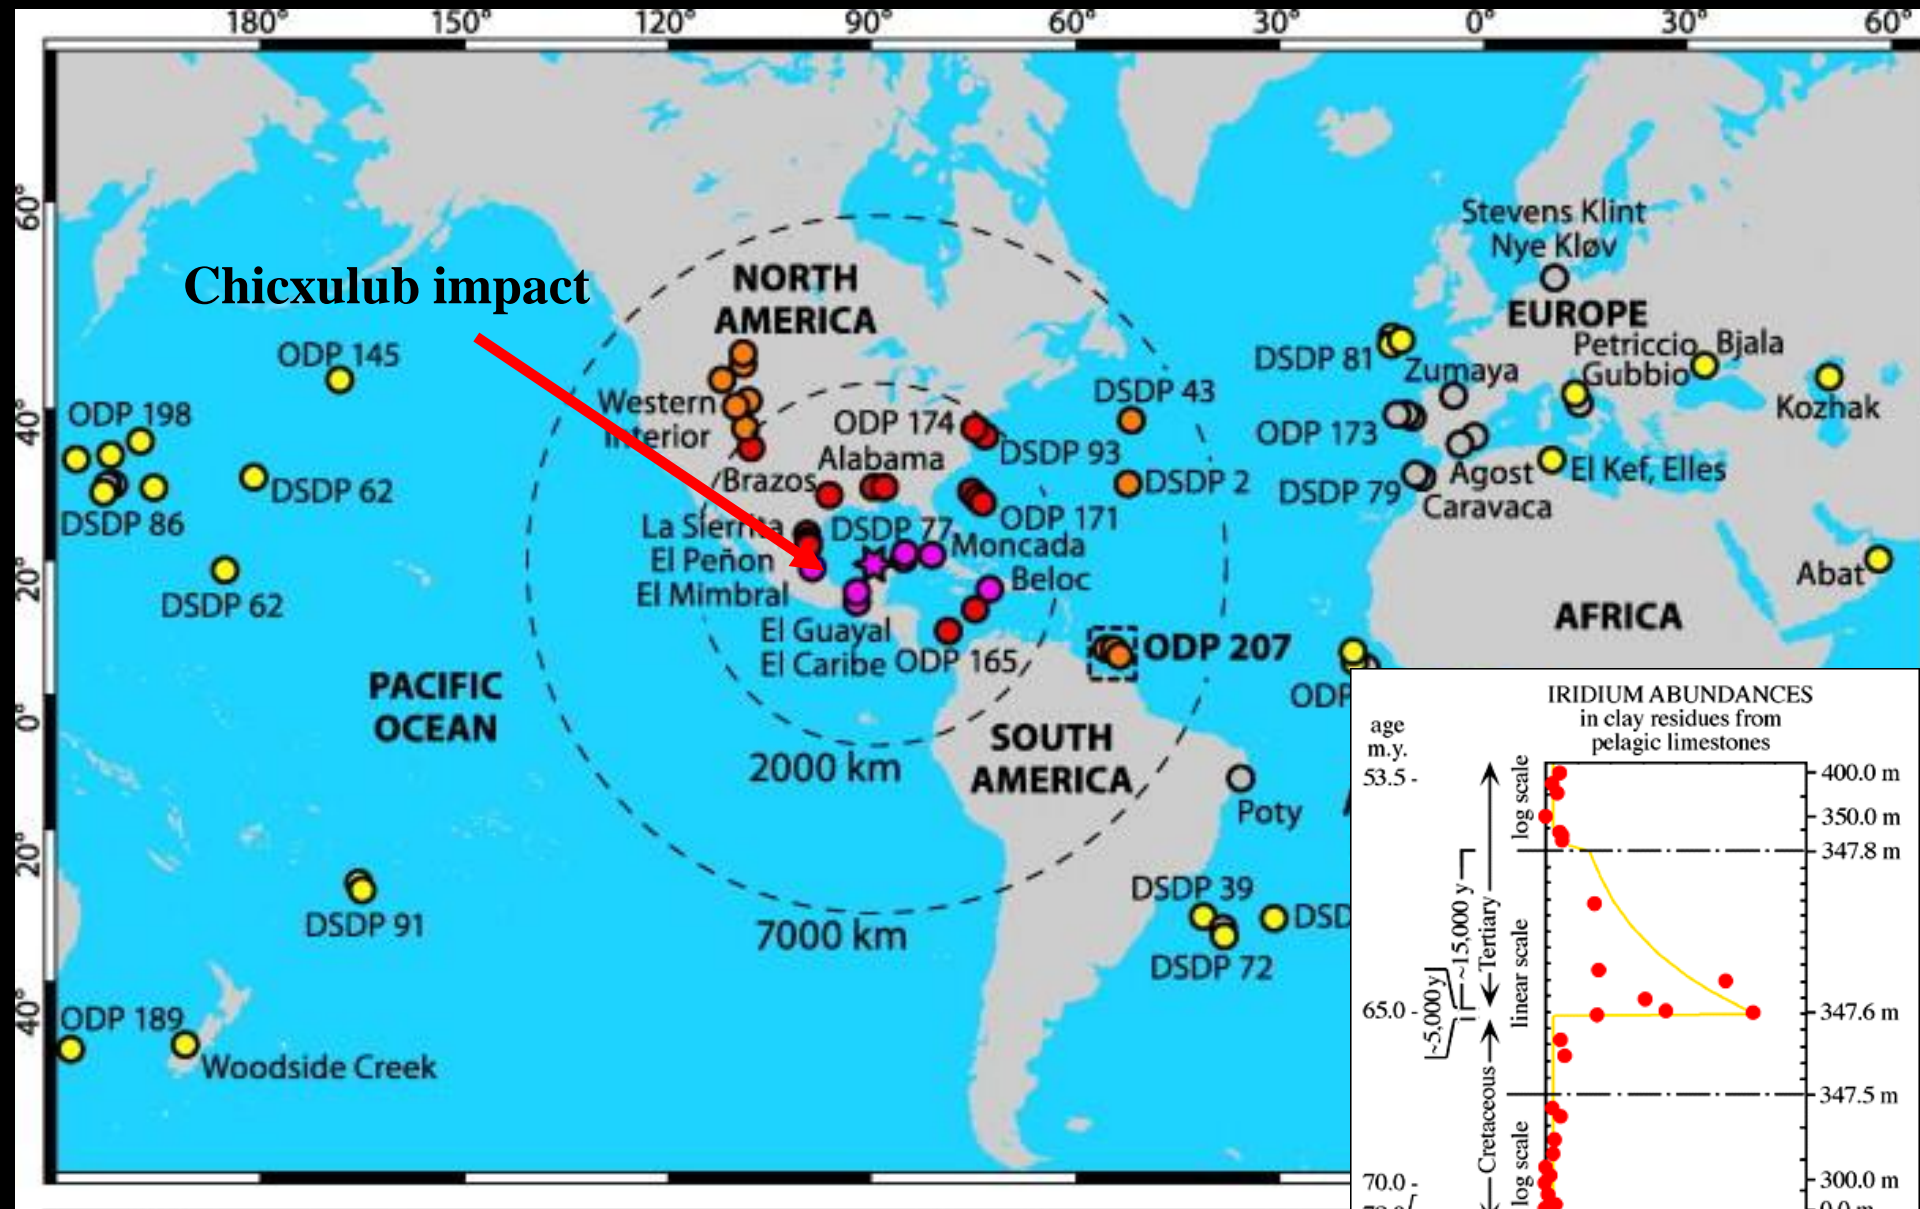 180° 150° 120° 90° 60° 30° 0° 30° 60°
60°
40°
20°
0°
20°
40°
Chicxulub impact
NORTH
AMERICA
Stevens Klint
Nye Kløv
EUROPE
Petriccio
Bjala
Gubbio
Kozhak
DSDP 81
Zumaya
ODP 173
Agost
Caravaca
DSDP 79
El Kef, Elles
Abat
AFRICA
ODP 145
ODP 198
DSDP 62
DSDP 86
DSDP 62
Western
Interior
ODP 174
DSDP 93
DSDP 43
DSDP 2
Alabama
Brazos
ODP 171
La Sierrita
DSDP 77
Moncada
El Peñon
Beloc
El Mimbral
El Guayal
El Caribe
ODP 165
ODP 207
ODP
PACIFIC
OCEAN
SOUTH
AMERICA
2000 km
7000 km
Poty
DSDP 39
DSD
DSDP 72
DSDP 91
ODP 189
Woodside Creek
IRIDIUM ABUNDANCES
in clay residues from
pelagic limestones
age
m.y.
53.5 -
65.0 -
70.0 -
log scale
linear scale
log scale
~15,000 y
~5,000y
Tertiary
Cretaceous
400.0 m
350.0 m
347.8 m
347.6 m
347.5 m
300.0 m